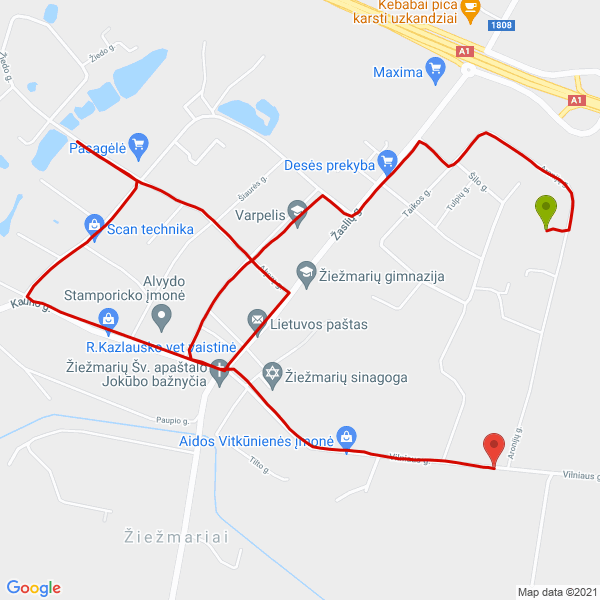 Kebabai pica
karsti uzkandziai
1808
A1
Žiedo g.
Žiedo g.
Maxima
A1
Pasagėlė
Desės prekyba
Šilo g.
Šiaurės g.
Taikos g.
Tulpių g.
Varpelis
Scan technika
Žaslių g.
Žiežmarių gimnazija
Alvydo
Stamporicko įmonė
Kauno g.
Lietuvos paštas
R.Kazlausko vet vaistinė
Žiežmarių Šv. apaštalo
Jokūbo bažnyčia
Žiežmarių sinagoga
Paupio g.
Aidos Vitkūnienės įmonė
Aronijų g.
Tilto g.
Vilniaus g.
Vilniaus g.
Žiežmariai
Google
Map data ©2021